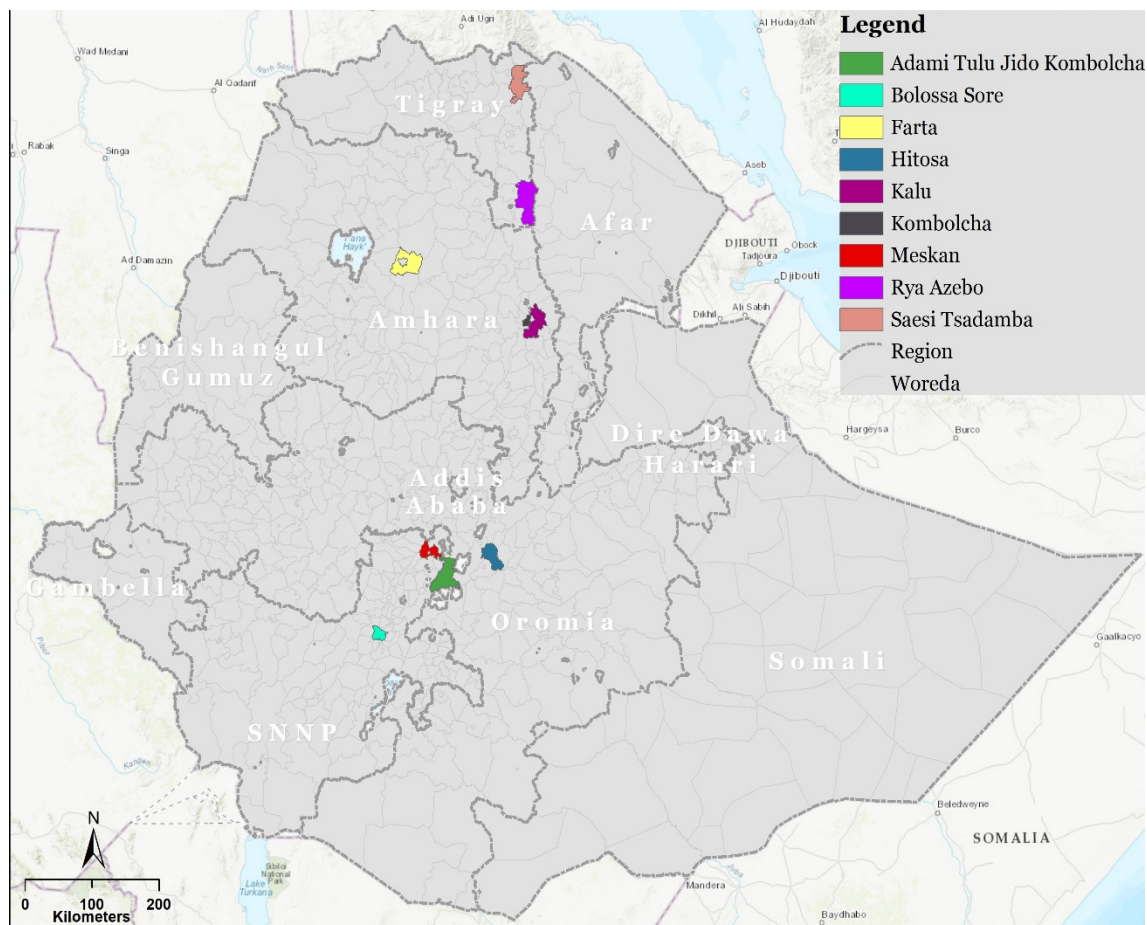 Legend
Adami Tulu Jido Kombolcha
Bolossa Sore
Farta
Hitosa
Kalu
Kombolcha
Meskan
Rya Azebo
Saesi Tsadamba
Region
Woreda
Adi Ugri
Al Hudaydah
Wad Medani
Al Qadarif
Tigray
Rabak
Singa
Aseb
Afar
Tana
Hayk'
DJIBOUTI
Obock
Tadjoura
Ad Damazin
Djibouti
Amhara
Dikhil
Ali Sabih
Benishangul
Gumuz
Dire Dawa
Harari
Hargeysa
Burco
Addis
Ababa
Gambella
Oromia
Gaalkacyo
Somali
SNNP
Beledweyne
N
SOMALIA
Sibiloi
National
Park
Lake
Turkana
Mandera
Juba
0 100 200
Kilometers
Baydhabo